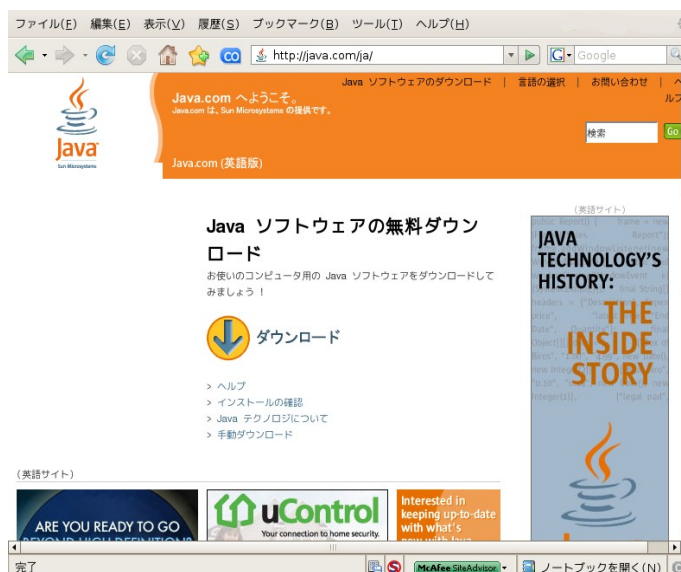 ファイル(F) 編集(E) 表示(V) 履歴(S) ブックマーク(B) ツール(T) ヘルプ(H)
http://java.com/ja/
Google
Java ソフトウェアのダウンロード | 言語の選択 | お問い合わせ | ヘルプ
Java.com へようこそ。
Java.com は、Sun Microsystems の提供です。
検索
Go
Java
Sun Microsystems
Java.com (英語版)
Java ソフトウェアの無料ダウン
ロード
お使いのコンピュータ用の Java ソフトウェアをダウンロードして
みましょう !
ダウンロード
> ヘルプ
> インストールの確認
> Java テクノロジについて
> 手動ダウンロード
(英語サイト)
JAVA
TECHNOLOGY'S
HISTORY:
THE
INSIDE
STORY
(英語サイト)
ARE YOU READY TO GO
BEYOND HIGH DEFINITION?
uControl
Your connection to home security.
Interested in
keeping up-to-date
with what's
new with Java
完了
McAfee SiteAdvisor
ノートブックを開く(N)